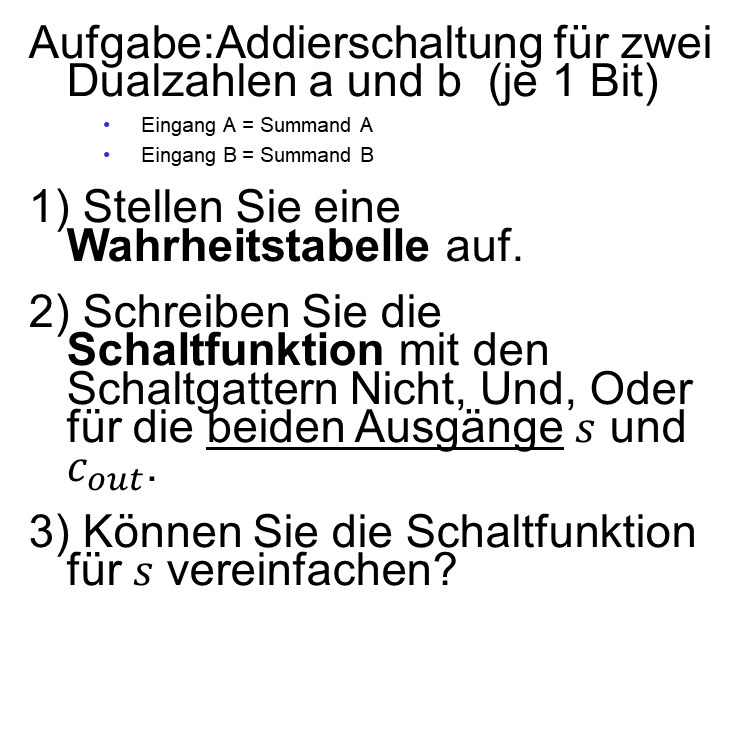 Aufgabe:Addierschaltung für zwei
Dualzahlen a und b (je 1 Bit)
• Eingang A = Summand A
• Eingang B = Summand B
1) Stellen Sie eine
Wahrheitstabelle auf.
2) Schreiben Sie die
Schaltfunktion mit den
Schaltgattern Nicht, Und, Oder
für die beiden Ausgänge s und
c_out.
3) Können Sie die Schaltfunktion
für s vereinfachen?